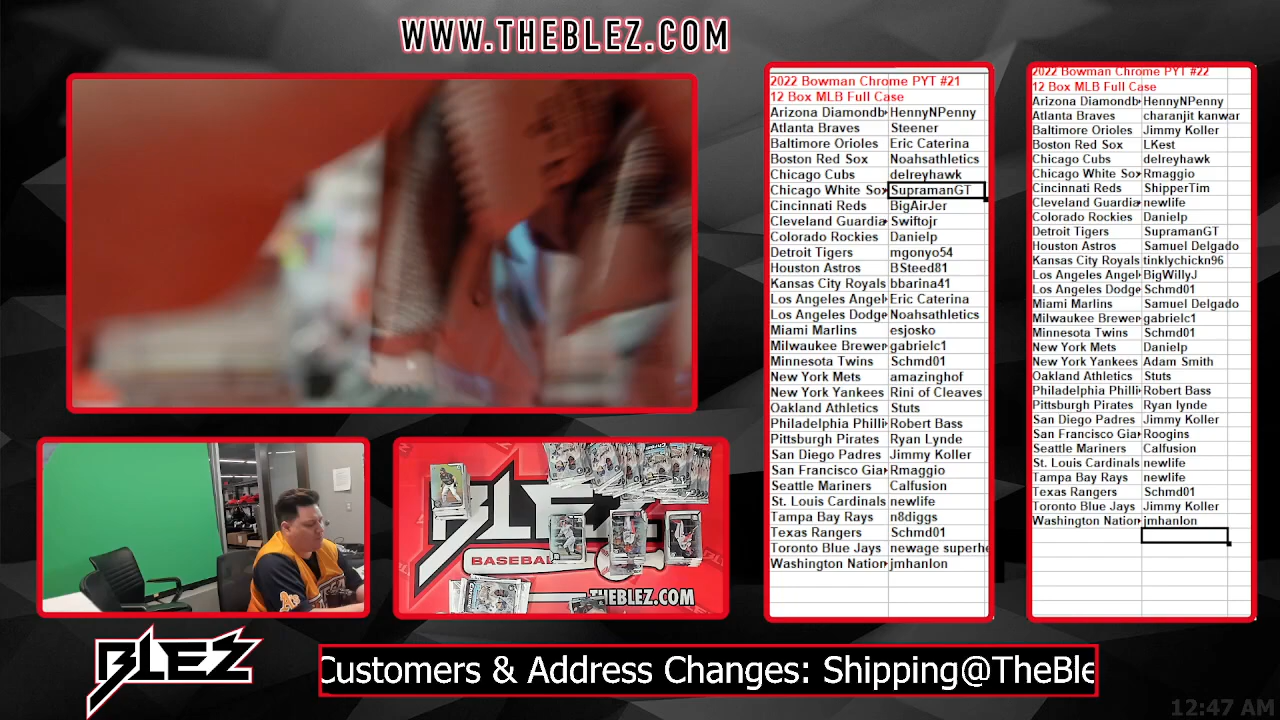 WWW.THEBLEZ.COM
2022 Bowman Chrome PYT #21
12 Box MLB Full Case
Arizona Diamondb HennyNPenny
Atlanta Braves Steener
Baltimore Orioles Eric Caterina
Boston Red Sox Noahsathletics
Chicago Cubs delreyhawk
Chicago White Sox SupramanGT
Cincinnati Reds BigAirJer
Cleveland Guardia Swiftojr
Colorado Rockies Danielp
Detroit Tigers mgonyo54
Houston Astros BSteed81
Kansas City Royals bbarina41
Los Angeles Angel Eric Caterina
Los Angeles Dodge Noahsathletics
Miami Marlins esjosko
Milwaukee Brewer gabrielc1
Minnesota Twins Schmd01
New York Mets amazinghof
New York Yankees Rini of Cleaves
Oakland Athletics Stuts
Philadelphia Philli Robert Bass
Pittsburgh Pirates Ryan Lynde
San Diego Padres Jimmy Koller
San Francisco Gia Rmaggio
Seattle Mariners Calfusion
St. Louis Cardinals newlife
Tampa Bay Rays n8diggs
Texas Rangers Schmd01
Toronto Blue Jays newage superhe
Washington Nation jmhanlon
2022 Bowman Chrome PYT #22
12 Box MLB Full Case
Arizona Diamondb HennyNPenny
Atlanta Braves charanjit kanwar
Baltimore Orioles Jimmy Koller
Boston Red Sox LKest
Chicago Cubs delreyhawk
Chicago White Sox Rmaggio
Cincinnati Reds ShipperTim
Cleveland Guardia newlife
Colorado Rockies Danielp
Detroit Tigers SupramanGT
Houston Astros Samuel Delgado
Kansas City Royals tinklychickn96
Los Angeles Angel BigWillyJ
Los Angeles Dodge Schmd01
Miami Marlins Samuel Delgado
Milwaukee Brewer gabrielc1
Minnesota Twins Schmd01
New York Mets Danielp
New York Yankees Adam Smith
Oakland Athletics Stuts
Philadelphia Philli Robert Bass
Pittsburgh Pirates Ryan lynde
San Diego Padres Jimmy Koller
San Francisco Gia Roogins
Seattle Mariners Calfusion
St. Louis Cardinals newlife
Tampa Bay Rays newlife
Texas Rangers Schmd01
Toronto Blue Jays Jimmy Koller
Washington Nation jmhanlon
BLEZ
BASEBAL
THEBLEZ.COM
BLEZ
Customers & Address Changes: Shipping@TheBle
12:47 AM